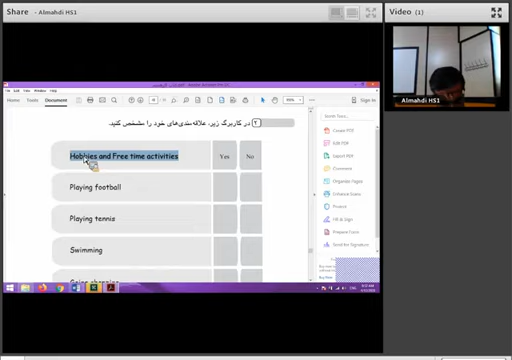 Share - Almahdi HS1
Video (1)
Almahdi HS1
Home Tools Document
Sign In
۲ در کاربرگ زیر، علاقه‌مندی‌های خود را مشخص کنید.
Hobbies and Free time activities Yes No
Playing football
Playing tennis
Swimming
Going shopping
Create PDF
Edit PDF
Export PDF
Comment
Organize Pages
Enhance Scans
Protect
Fill & Sign
Prepare Form
Send for Signature